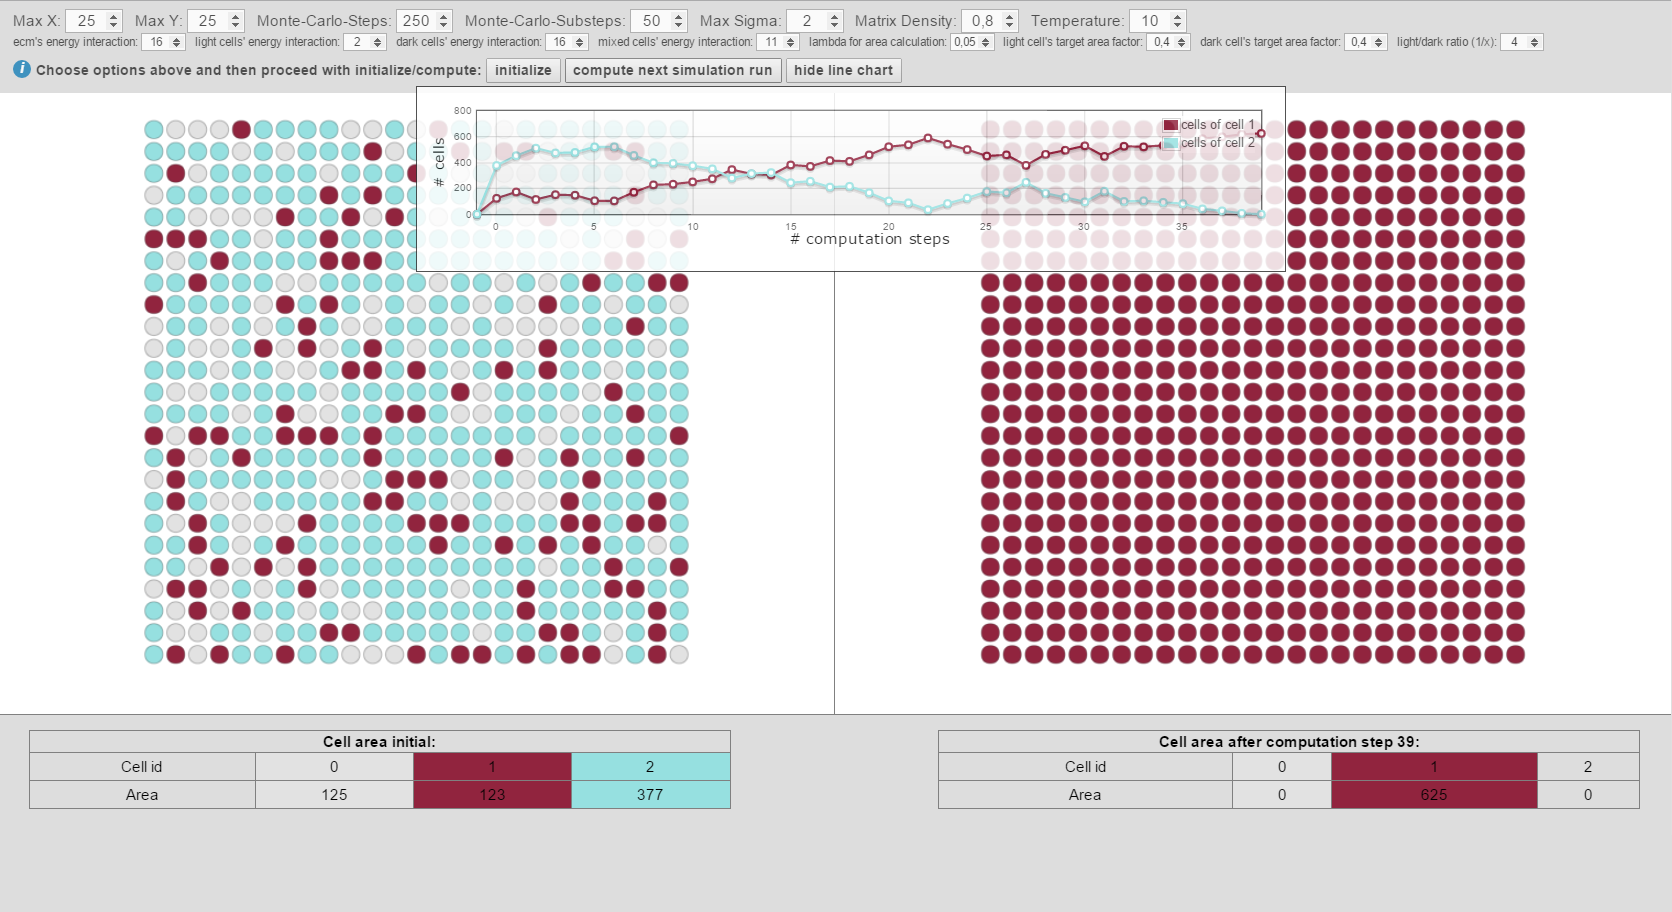 Max X: 25 Max Y: 25 Monte-Carlo-Steps: 250 Monte-Carlo-Substeps: 50 Max Sigma: 2 Matrix Density: 0,8 Temperature: 10
ecm's energy interaction: 16 light cells' energy interaction: 2 dark cells' energy interaction: 16 mixed cells' energy interaction: 11 lambda for area calculation: 0,05 light cell's target area factor: 0,4 dark cell's target area factor: 0,4 light/dark ratio (1/x): 4
i Choose options above and then proceed with initialize/compute: initialize compute next simulation run hide line chart
800
600
400
200
0
# cells
cells of cell 1
cells of cell 2
0 5 10 15 20 25 30 35
# computation steps
Cell area initial:
Cell id 0 1 2
Area 125 123 377
Cell area after computation step 39:
Cell id 0 1 2
Area 0 625 0